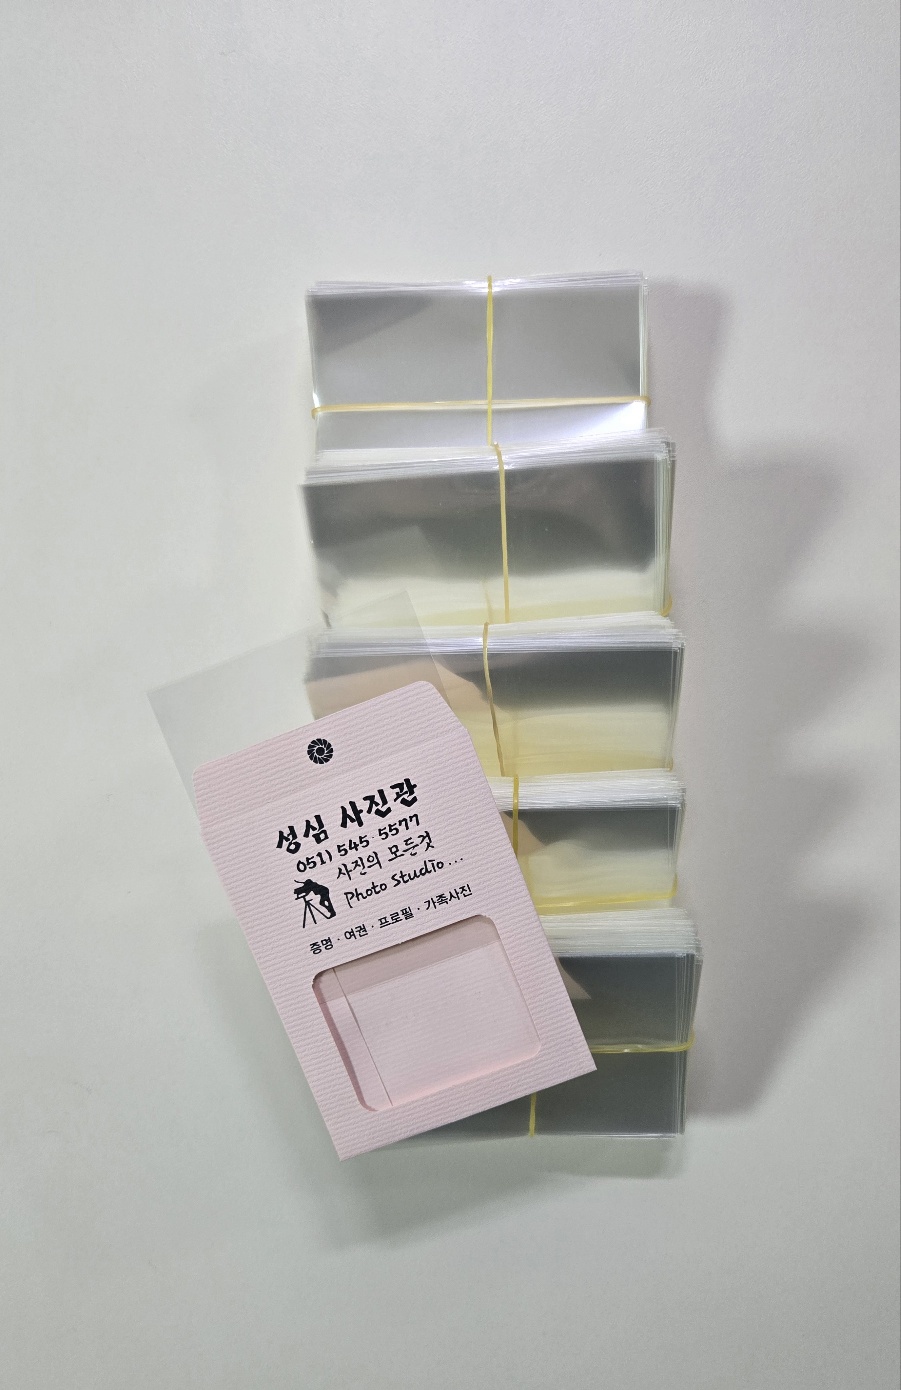 성심 사진관
051) 545-5577
사진의 모든것
Photo Studio...
증명 · 여권 · 프로필 · 가족사진